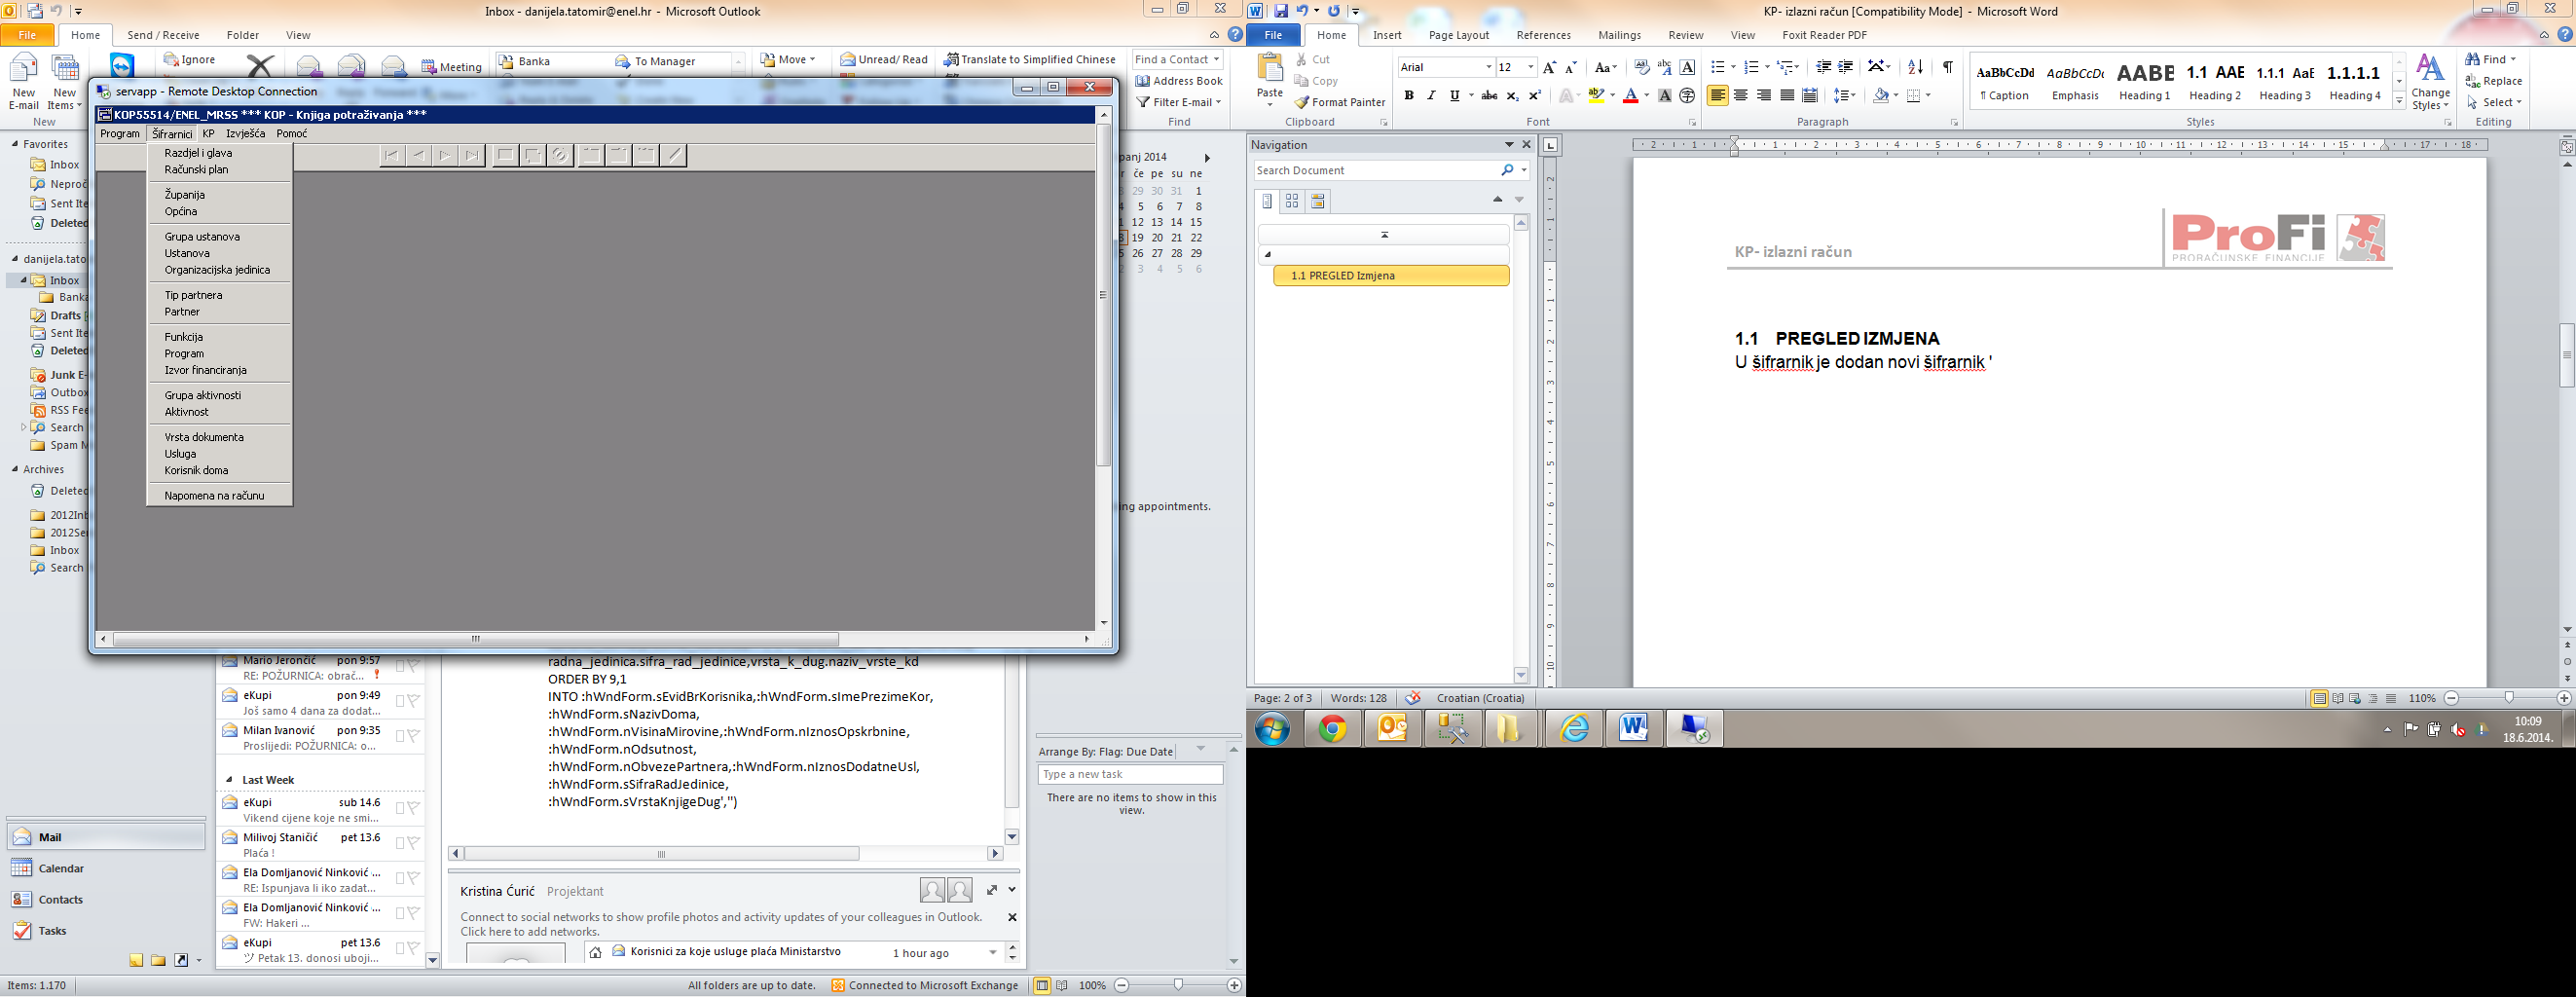 Inbox - danijela.tatomir@enel.hr - Microsoft Outlook
File Home Send / Receive Folder View
New E-mail
New Items
New
Ignore
Meeting
Banka
To Manager
Move
Unread/ Read
Translate to Simplified Chinese
Find a Contact
Address Book
Filter E-mail
Find
servapp - Remote Desktop Connection
KOP55514/ENEL_MRSS *** KOP - Knjiga potraživanja ***
Program Šifrarnici KP Izvješća Pomoć
Razdjel i glava
Računski plan
Županija
Općina
Grupa ustanova
Ustanova
Organizacijska jedinica
Tip partnera
Partner
Funkcija
Program
Izvor financiranja
Grupa aktivnosti
Aktivnost
Vrsta dokumenta
Usluga
Korisnik doma
Napomena na računu
Favorites
Inbox
Sent Ite
danijela.tato
Inbox
Drafts
Sent Ite
Junk E-
Outbox
RSS Fee
Search
Spam M
Archives
2012Inb
2012Se
Inbox
Search
Mail
Calendar
Contacts
Tasks
Items: 1.170
Mario Jerončić pon 9:57
RE: POŽURNICA: obrač...
eKupi pon 9:49
Još samo 4 dana za dodat...
Milan Ivanović pon 9:35
Proslijedi: POŽURNICA: o...
Last Week
eKupi sub 14.6
Vikend cijene koje ne smi...
Milivoj Staničić pet 13.6
Plaća !
Ela Domljanović Ninković ...
RE: Ispunjava li iko zadat...
Ela Domljanović Ninković ...
FW: Hakeri ...
eKupi pet 13.6
ツ Petak 13. donosi uboji...
radna_jedinica.sifra_rad_jedinice,vrsta_k_dug.naziv_vrste_kd
ORDER BY 9,1
INTO :hWndForm.sEvidBrKorisnika,:hWndForm.sImePrezimeKor,
:hWndForm.sNazivDoma,
:hWndForm.nVisinaMirovine,:hWndForm.nIznosOpskrbnine,
:hWndForm.nOdsutnost,
:hWndForm.nObvezePartnera,:hWndForm.nIznosDodatneUsl,
:hWndForm.sSifraRadJedinice,
:hWndForm.sVrstaKnjigeDug','')
Kristina Ćurić Projektant
Connect to social networks to show profile photos and activity updates of your colleagues in Outlook.
Click here to add networks.
Korisnici za koje usluge plaća Ministarstvo 1 hour ago
All folders are up to date. Connected to Microsoft Exchange 100%
panj 2014
če pe su ne
29 30 31 1
5 6 7 8
12 13 14 15
19 20 21 22
26 27 28 29
3 4 5 6
ing appointments.
Arrange By: Flag: Due Date
Type a new task
There are no items to show in this
view.
KP- izlazni račun [Compatibility Mode] - Microsoft Word
File Home Insert Page Layout References Mailings Review View Foxit Reader PDF
Paste
Cut
Copy
Format Painter
Clipboard
Arial 12
Font
Paragraph
AaBbCcDd AaBbCcDc AABB 1.1 AAE 1.1.1 AaE 1.1.1.1
¶ Caption Emphasis Heading 1 Heading 2 Heading 3 Heading 4
Styles
Change Styles
Find
Replace
Select
Editing
Navigation
Search Document
1.1 PREGLED Izmjena
KP- izlazni račun
ProFi
PRORAČUNSKE FINANCIJE
1.1 PREGLED IZMJENA
U šifrarnik je dodan novi šifrarnik '
Page: 2 of 3 Words: 128 Croatian (Croatia) 110%
10:09
18.6.2014.